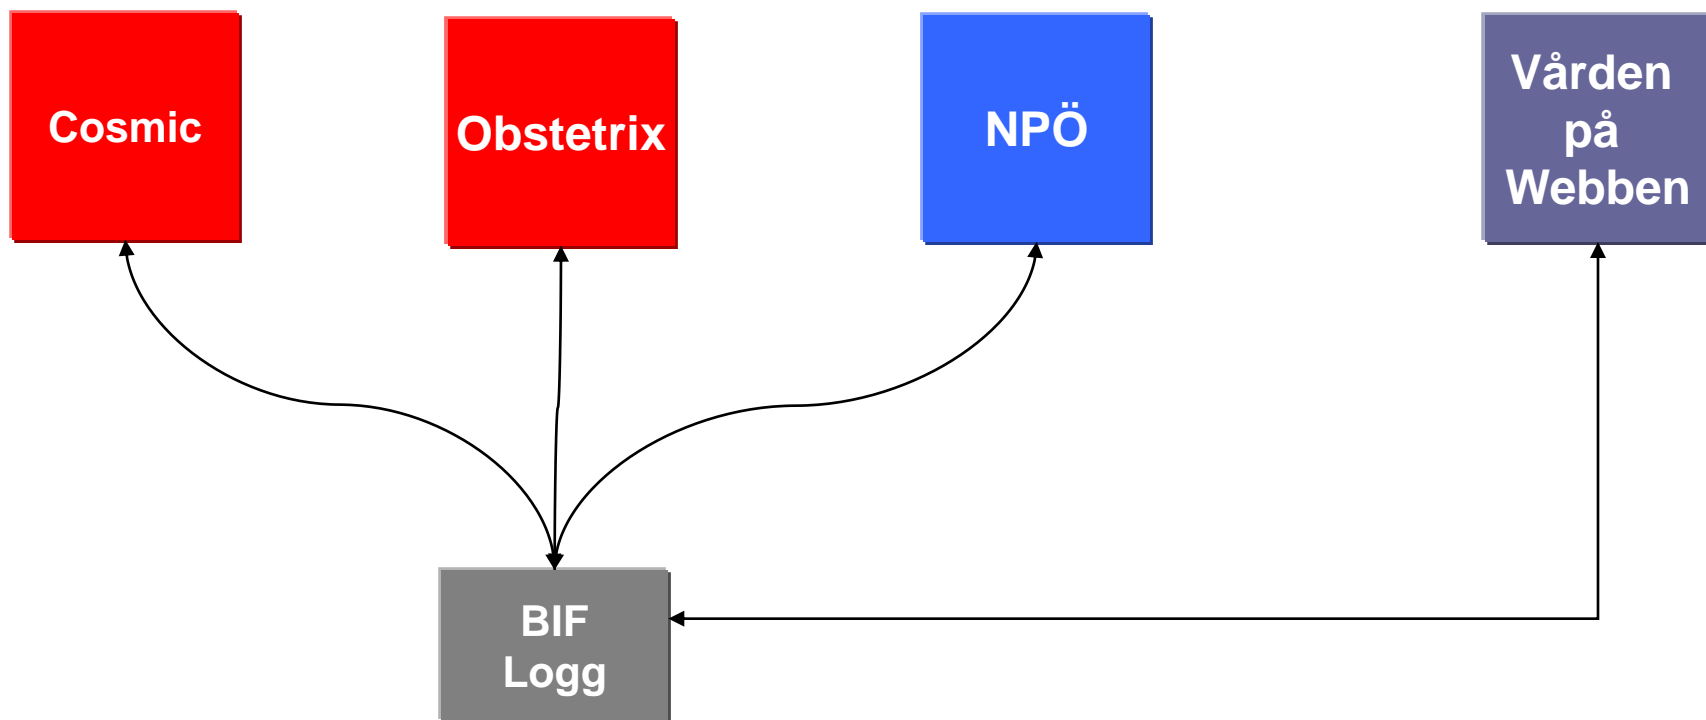 Cosmic
Obstetrix
NPÖ
Vården
på
Webben
BIF
Logg